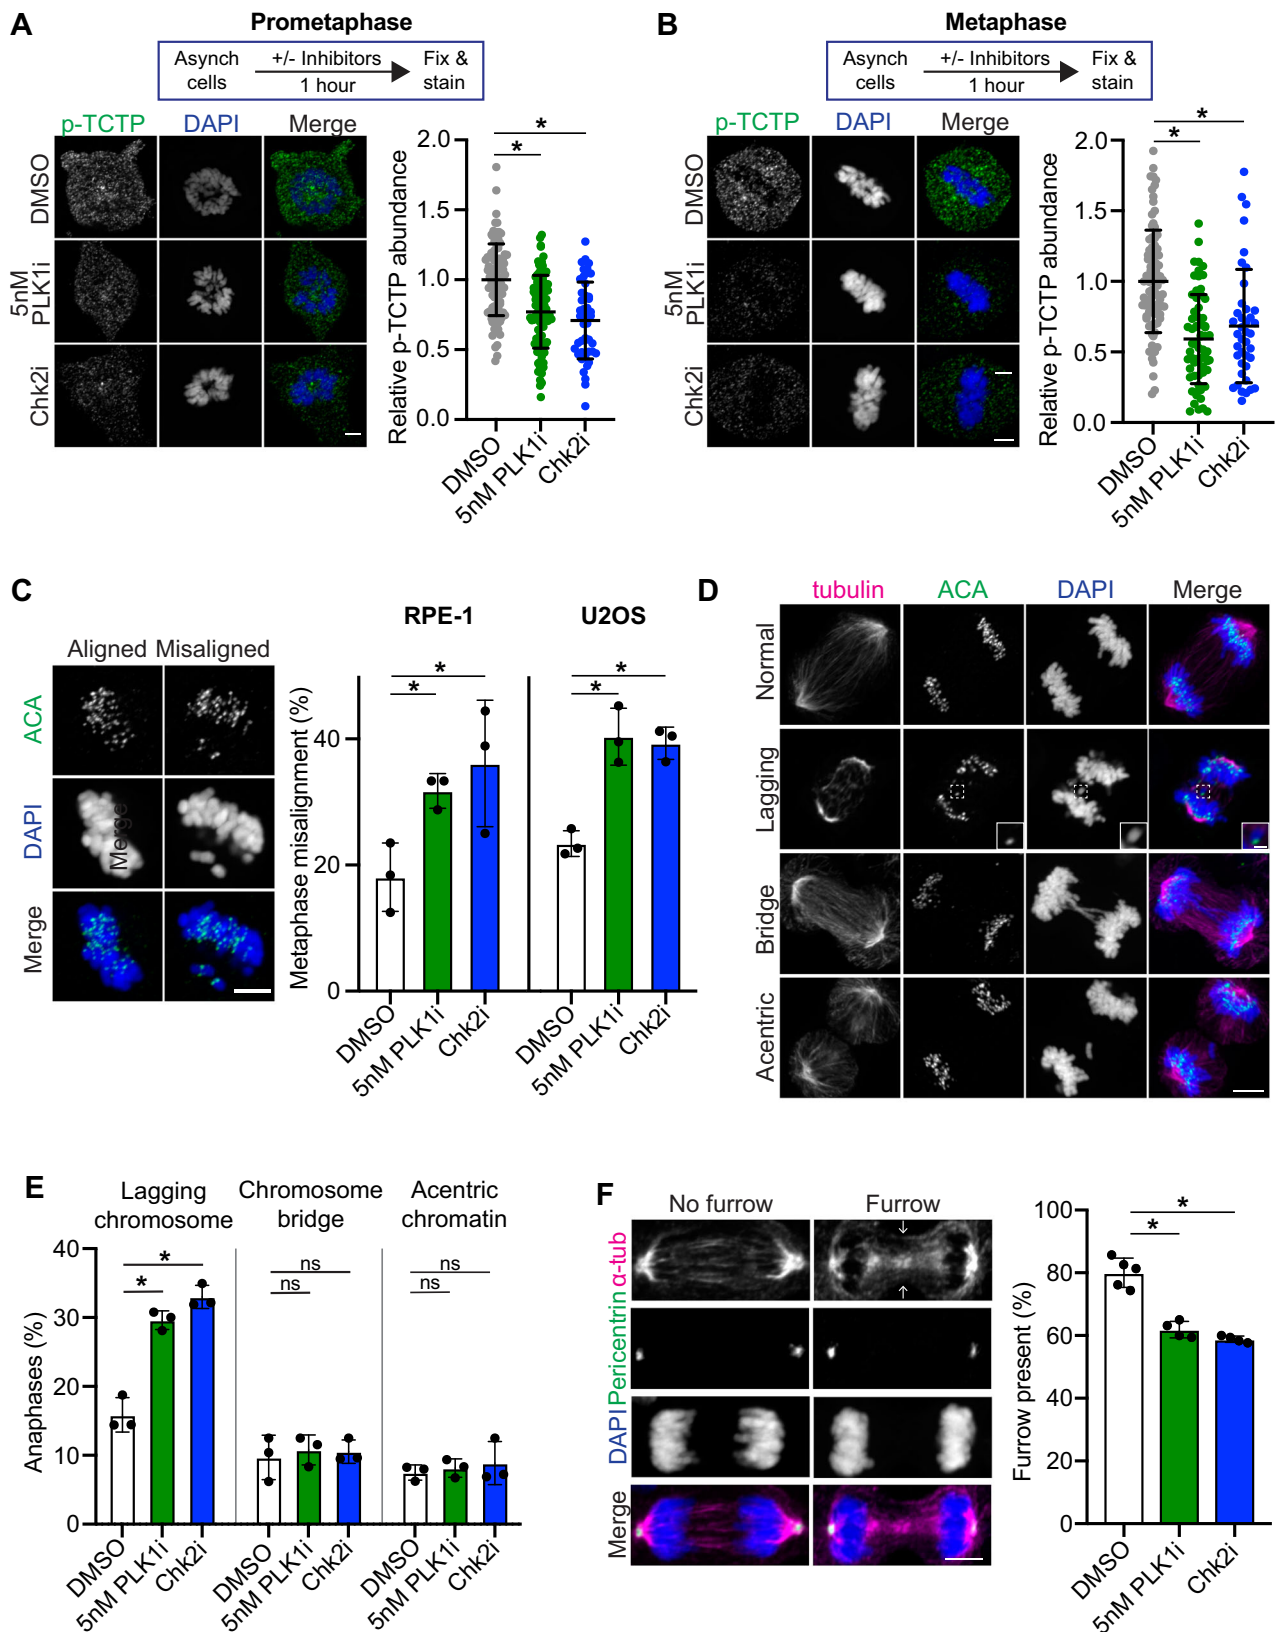 A
Prometaphase
Asynch cells
+/- Inhibitors
1 hour
Fix & stain
p-TCTP DAPI Merge
DMSO
5nM PLK1i
Chk2i
Relative p-TCTP abundance
2.0
1.5
1.0
0.5
0.0
*
*
DMSO
5nM PLK1i
Chk2i
B
Metaphase
Asynch cells
+/- Inhibitors
1 hour
Fix & stain
p-TCTP DAPI Merge
DMSO
5nM PLK1i
Chk2i
Relative p-TCTP abundance
2.0
1.5
1.0
0.5
0.0
*
*
DMSO
5nM PLK1i
Chk2i
C
Aligned Misaligned
ACA
DAPI
Merge
Merge
RPE-1
U2OS
Metaphase misalignment (%)
40
20
0
*
*
*
*
DMSO
5nM PLK1i
Chk2i
DMSO
5nM PLK1i
Chk2i
D
tubulin ACA DAPI Merge
Normal
Lagging
Bridge
Acentric
E
Lagging chromosome
Chromosome bridge
Acentric chromatin
Anaphases (%)
40
30
20
10
0
*
*
ns
ns
ns
ns
DMSO
5nM PLK1i
Chk2i
DMSO
5nM PLK1i
Chk2i
DMSO
5nM PLK1i
Chk2i
F
No furrow
Furrow
α-tub
Pericentrin
DAPI
Merge
Furrow present (%)
100
80
60
40
20
0
*
*
DMSO
5nM PLK1i
Chk2i